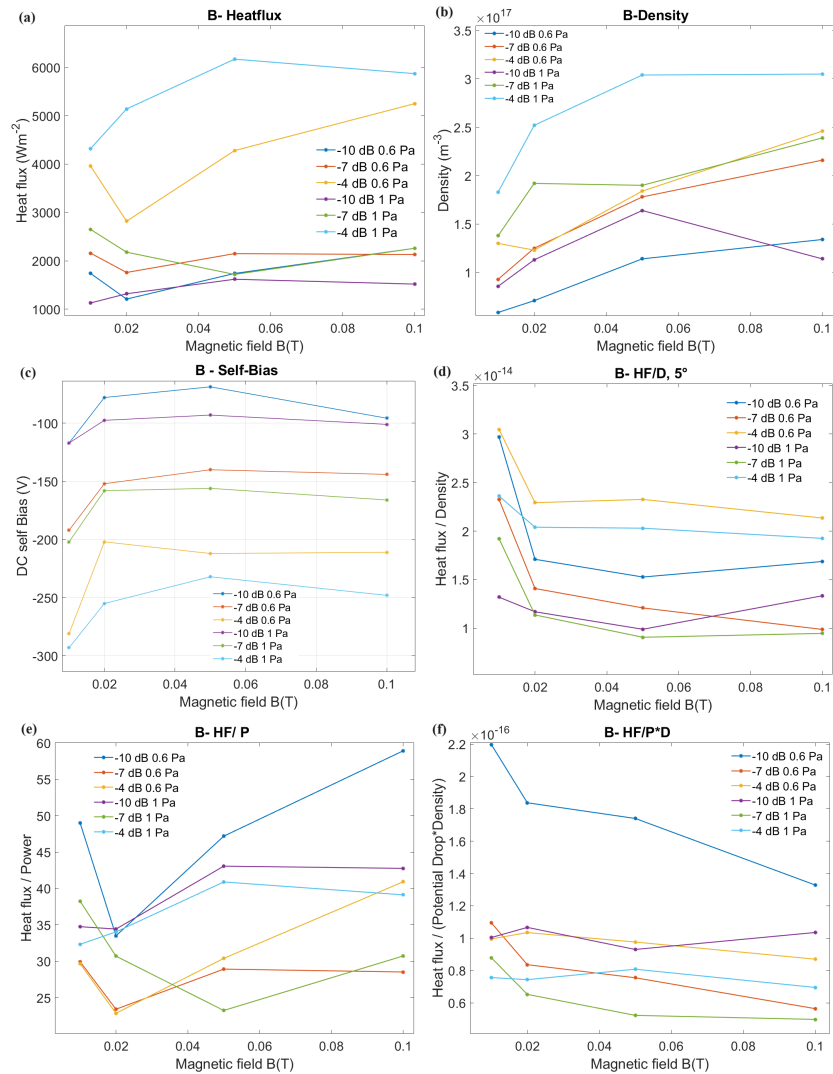 (a)
B- Heatflux
Heat flux (Wm⁻²)
6000
5000
4000
3000
2000
1000
-10 dB 0.6 Pa
-7 dB 0.6 Pa
-4 dB 0.6 Pa
-10 dB 1 Pa
-7 dB 1 Pa
-4 dB 1 Pa
0.02
0.04
0.06
0.08
0.1
Magnetic field B(T)
(b)
B-Density
×10¹⁷
Density (m⁻³)
3.5
3
2.5
2
1.5
1
-10 dB 0.6 Pa
-7 dB 0.6 Pa
-4 dB 0.6 Pa
-10 dB 1 Pa
-7 dB 1 Pa
-4 dB 1 Pa
0.02
0.04
0.06
0.08
0.1
Magnetic field B(T)
(c)
B - Self-Bias
DC self Bias (V)
-100
-150
-200
-250
-300
-10 dB 0.6 Pa
-7 dB 0.6 Pa
-4 dB 0.6 Pa
-10 dB 1 Pa
-7 dB 1 Pa
-4 dB 1 Pa
0.02
0.04
0.06
0.08
0.1
Magnetic field B(T)
(d)
B- HF/D, 5°
×10⁻¹⁴
Heat flux / Density
3.5
3
2.5
2
1.5
1
-10 dB 0.6 Pa
-7 dB 0.6 Pa
-4 dB 0.6 Pa
-10 dB 1 Pa
-7 dB 1 Pa
-4 dB 1 Pa
0.02
0.04
0.06
0.08
0.1
Magnetic field B(T)
(e)
B- HF/ P
Heat flux / Power
60
55
50
45
40
35
30
25
-10 dB 0.6 Pa
-7 dB 0.6 Pa
-4 dB 0.6 Pa
-10 dB 1 Pa
-7 dB 1 Pa
-4 dB 1 Pa
0.02
0.04
0.06
0.08
0.1
Magnetic field B(T)
(f)
B- HF/P*D
×10⁻¹⁶
Heat flux / (Potential Drop*Density)
2.2
2
1.8
1.6
1.4
1.2
1
0.8
0.6
-10 dB 0.6 Pa
-7 dB 0.6 Pa
-4 dB 0.6 Pa
-10 dB 1 Pa
-7 dB 1 Pa
-4 dB 1 Pa
0.02
0.04
0.06
0.08
0.1
Magnetic field B(T)